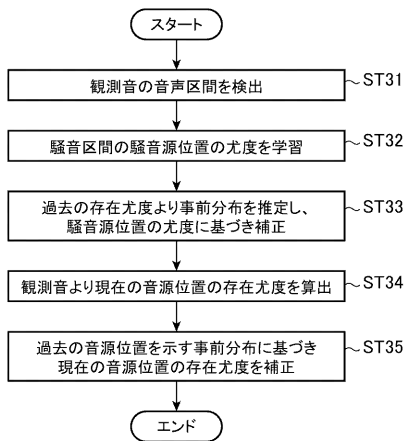 スタート
観測音の音声区間を検出
ST31
騒音区間の騒音源位置の尤度を学習
ST32
過去の存在尤度より事前分布を推定し、
騒音源位置の尤度に基づき補正
ST33
観測音より現在の音源位置の存在尤度を算出
ST34
過去の音源位置を示す事前分布に基づき
現在の音源位置の存在尤度を補正
ST35
エンド